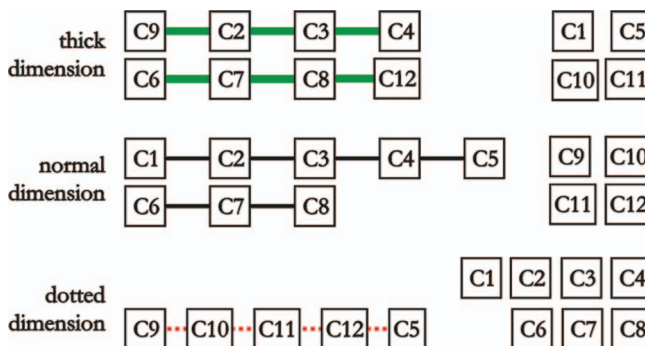 C9 C2 C3 C4 C1 C5
thick
dimension
C6 C7 C8 C12 C10 C11
C1 C2 C3 C4 C5 C9 C10
normal
dimension
C6 C7 C8 C11 C12
C1 C2 C3 C4
dotted
dimension
C9 C10 C11 C12 C5 C6 C7 C8